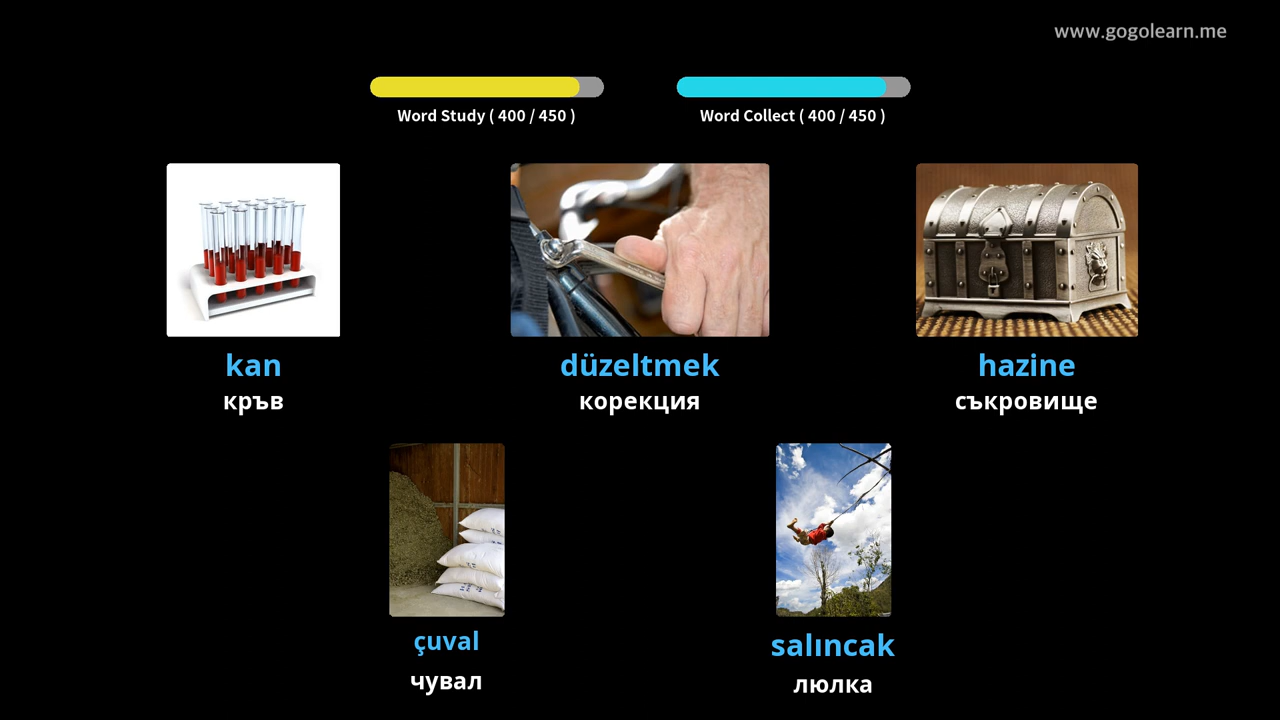 www.gogolearn.me
Word Study ( 400 / 450 )
Word Collect ( 400 / 450 )
kan
кръв
düzeltmek
корекция
hazine
съкровище
çuval
чувал
salıncak
люлка